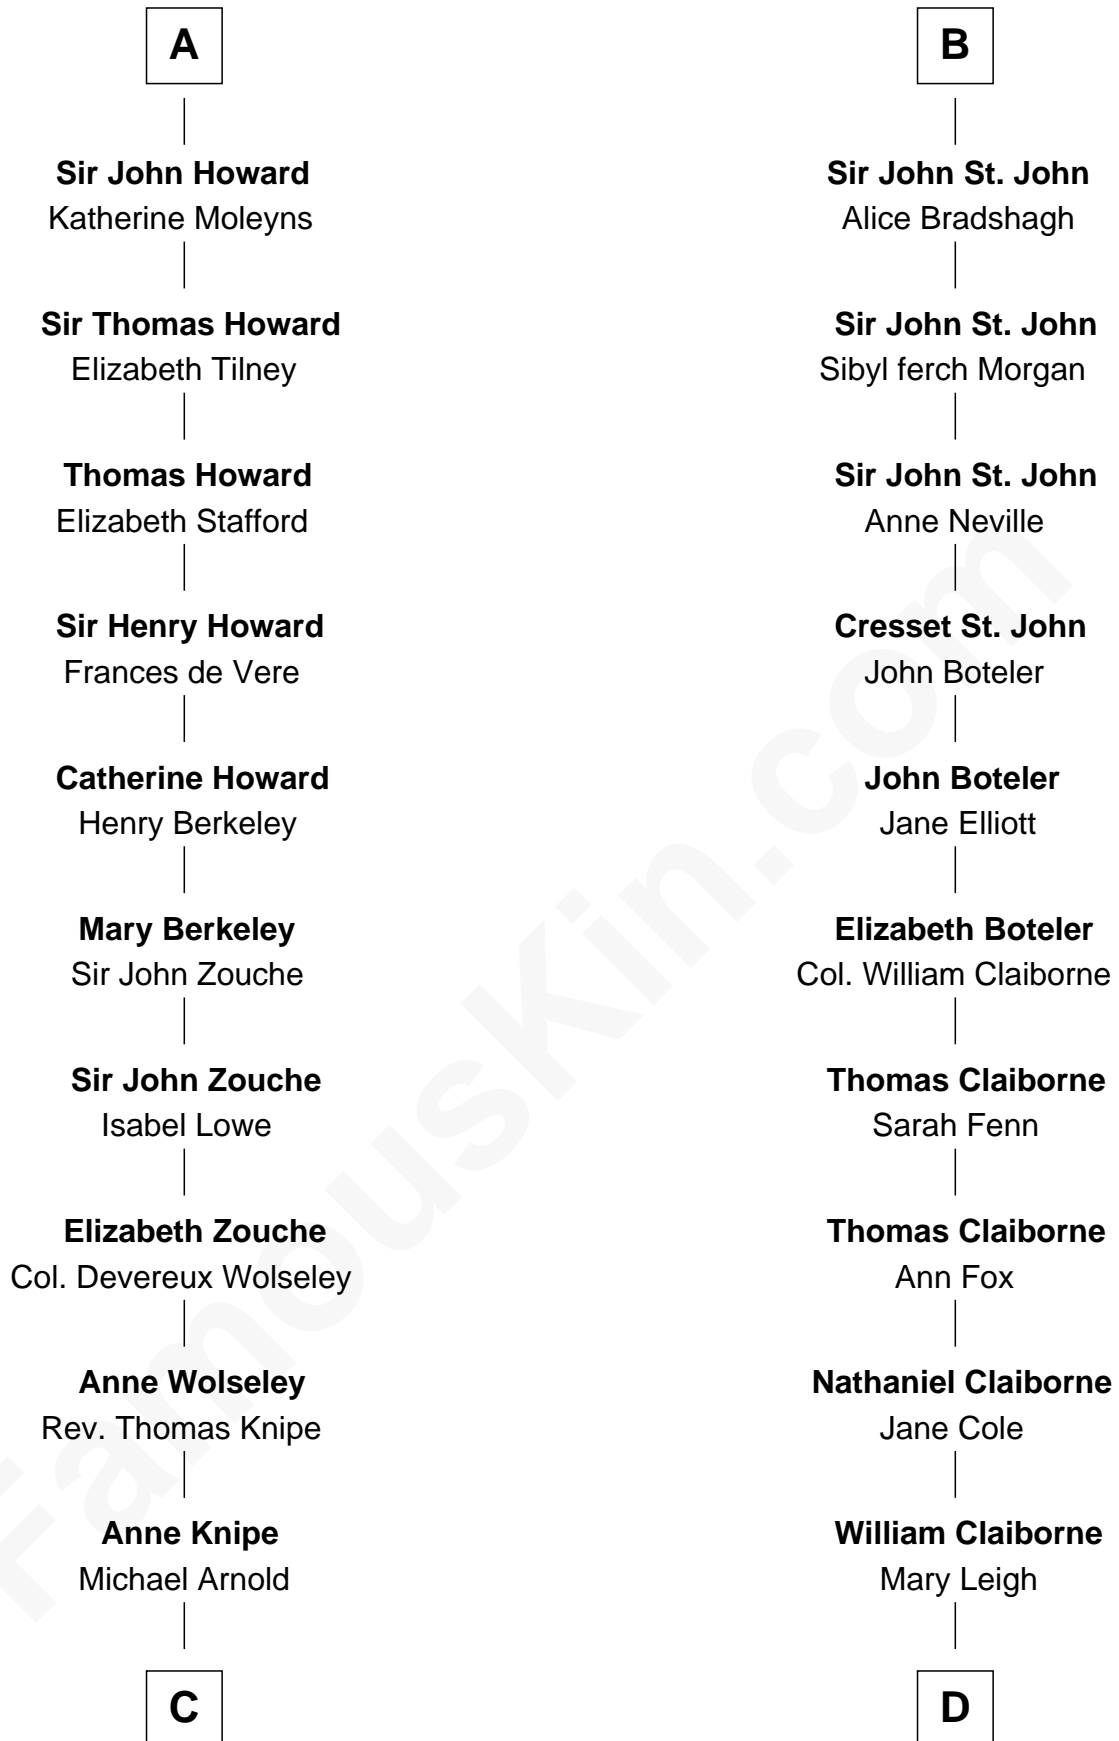 A
Sir John Howard
Katherine Moleyns
Sir Thomas Howard
Elizabeth Tilney
Thomas Howard
Elizabeth Stafford
Sir Henry Howard
Frances de Vere
Catherine Howard
Henry Berkeley
Mary Berkeley
Sir John Zouche
Sir John Zouche
Isabel Lowe
Elizabeth Zouche
Col. Devereux Wolseley
Anne Wolseley
Rev. Thomas Knipe
Anne Knipe
Michael Arnold
C
B
Sir John St. John
Alice Bradshagh
Sir John St. John
Sibyl ferch Morgan
Sir John St. John
Anne Neville
Cresset St. John
John Boteler
John Boteler
Jane Elliott
Elizabeth Boteler
Col. William Claiborne
Thomas Claiborne
Sarah Fenn
Thomas Claiborne
Ann Fox
Nathaniel Claiborne
Jane Cole
William Claiborne
Mary Leigh
D
FamousKin.com